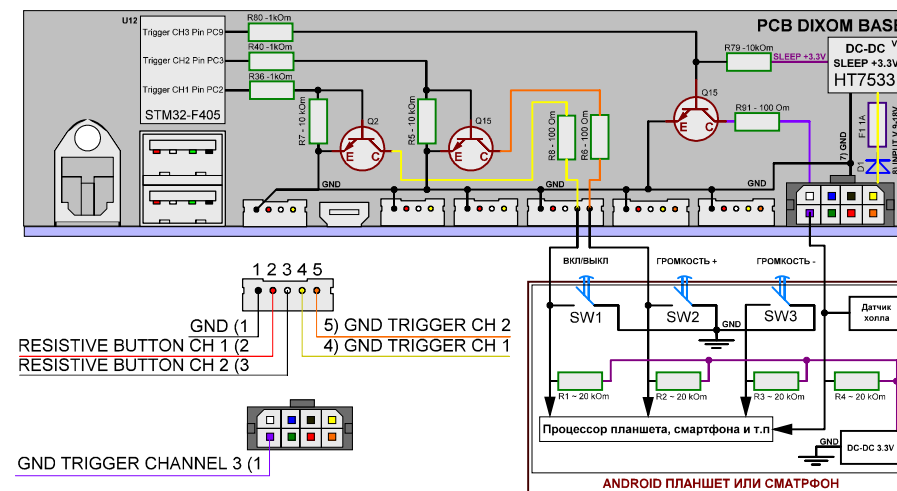 U12
R80 -1kOm
PCB DIXOM BASE
Trigger CH3 Pin PC9
R40 -1kOm
R79 -10kOm
SLEEP +3.3V
DC-DC
V
SLEEP +3.3V
HT7533
Trigger CH2 Pin PC3
R36 -1kOm
Trigger CH1 Pin PC2
STM32-F405
R7 - 10 kOm
Q2
E
C
R5 - 10 kOm
Q15
E
C
R8 - 100 Om
R6 - 100 Om
Q15
E
C
R91 - 100 Om
F1 1A
7) GND
D1
GND
GND
GND
1 2 3 4 5
GND (1
RESISTIVE BUTTON CH 1 (2
RESISTIVE BUTTON CH 2 (3
5) GND TRIGGER CH 2
4) GND TRIGGER CH 1
GND TRIGGER CHANNEL 3 (1
ВКЛ/ВЫКЛ
ГРОМКОСТЬ +
ГРОМКОСТЬ -
SW1
SW2
SW3
GND
Датчик
холла
R1 ~ 20 kOm
R2 ~ 20 kOm
R3 ~ 20 kOm
R4 ~ 20 kOm
Процессор планшета, смартфона и т.п
GND
DC-DC 3.3V
ANDROID ПЛАНШЕТ ИЛИ СМАТРФОН